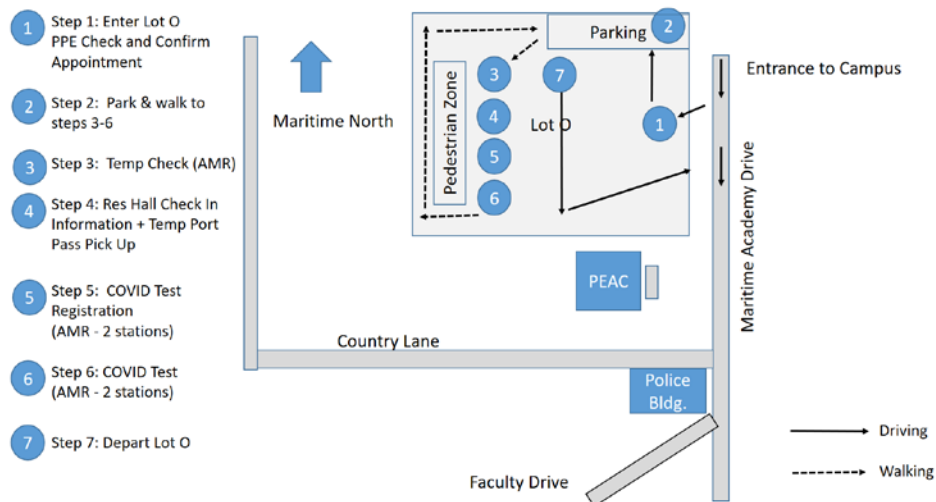 1
Step 1: Enter Lot O
PPE Check and Confirm
Appointment
2
Step 2: Park & walk to
steps 3-6
3
Step 3: Temp Check (AMR)
4
Step 4: Res Hall Check In
Information + Temp Port
Pass Pick Up
5
Step 5: COVID Test
Registration
(AMR - 2 stations)
6
Step 6: COVID Test
(AMR - 2 stations)
7
Step 7: Depart Lot O
Maritime North
Pedestrian Zone
Parking
2
3
7
4
Lot O
1
5
6
Entrance to Campus
Maritime Academy Drive
PEAC
Country Lane
Police
Bldg.
Faculty Drive
Driving
Walking